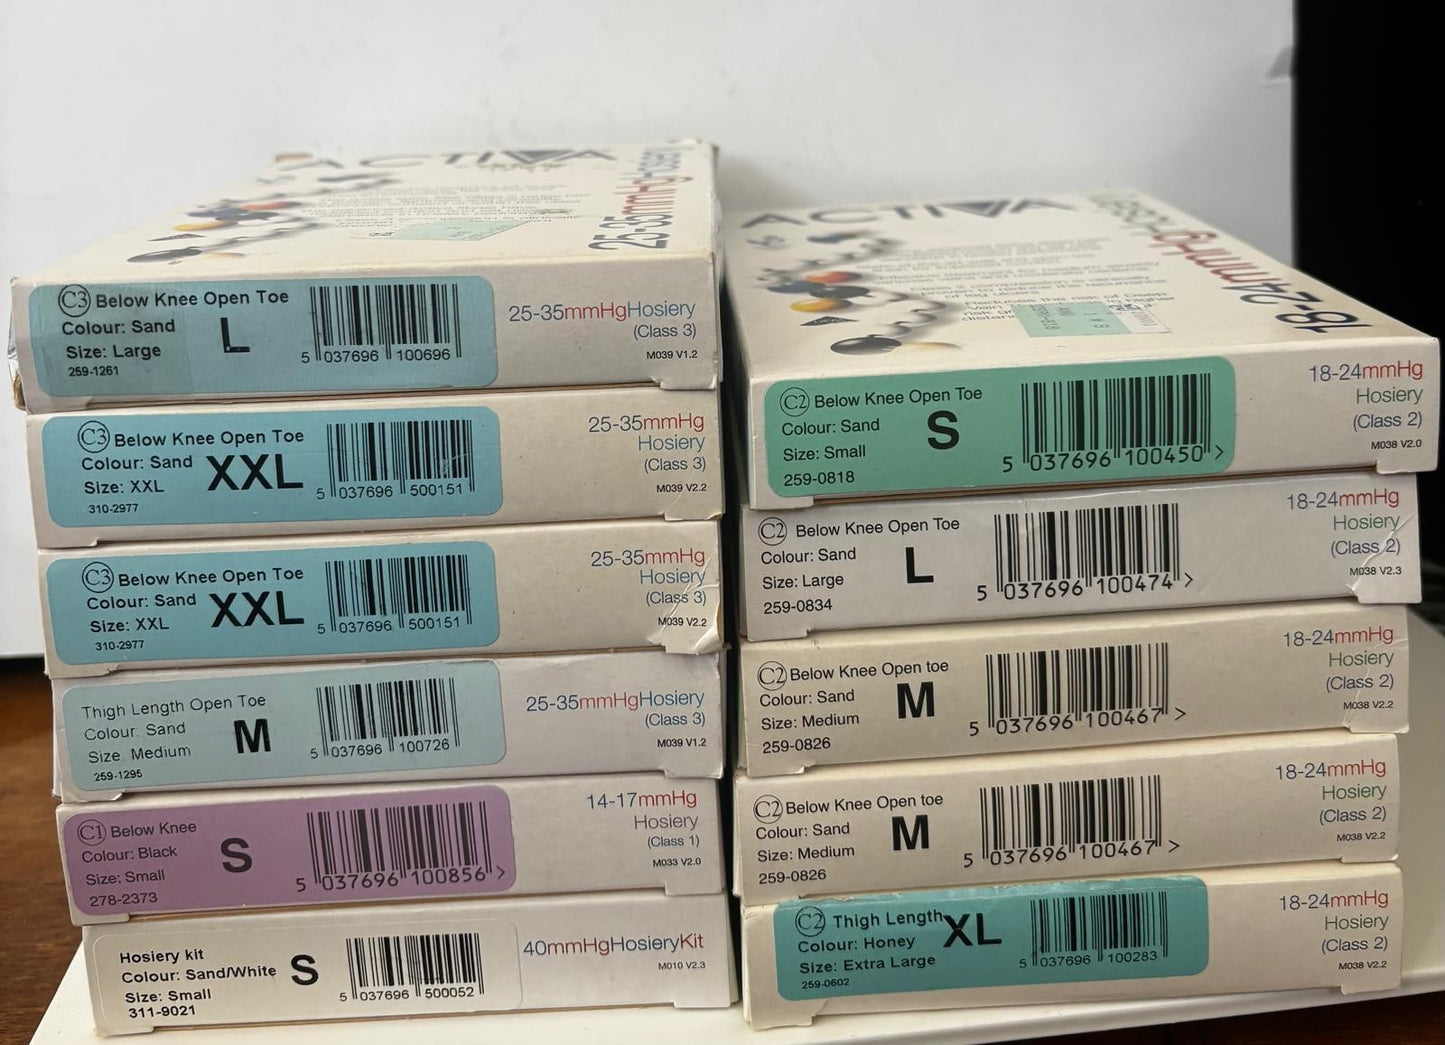 ACTIVA
25-35mmHgHosiery
C3 Below Knee Open Toe
Colour: Sand
Size: Large
259-1261
L
5 037696 100696
25-35mmHgHosiery
(Class 3)
M039 V1.2
C3 Below Knee Open Toe
Colour: Sand
Size: XXL
310-2977
XXL
5 037696 500151
25-35mmHg
Hosiery
(Class 3)
M039 V2.2
C3 Below Knee Open Toe
Colour: Sand
Size: XXL
310-2977
XXL
5 037696 500151
25-35mmHg
Hosiery
(Class 3)
M039 V2.2
Thigh Length Open Toe
Colour. Sand
Size. Medium
259-1295
M
5 037696 100726
25-35mmHgHosiery
(Class 3)
M039 V1.2
C1 Below Knee
Colour: Black
Size: Small
278-2373
S
5 037696 100856 >
14-17mmHg
Hosiery
(Class 1)
M033 V2.0
Hosiery kit
Colour: Sand/White
Size: Small
311-9021
S
5 037696 500052
40mmHgHosieryKit
M010 V2.3
ACTIVA
18-24mmHg Hosiery
C2 Below Knee Open Toe
Colour: Sand
Size: Small
259-0818
S
5 037696 100450 >
18-24mmHg
Hosiery
(Class 2)
M038 V2.0
C2 Below Knee Open Toe
Colour: Sand
Size: Large
259-0834
L
5 037696 100474 >
18-24mmHg
Hosiery
(Class 2)
M038 V2.3
C2 Below Knee Open toe
Colour: Sand
Size: Medium
259-0826
M
5 037696 100467 >
18-24mmHg
Hosiery
(Class 2)
M038 V2.2
C2 Below Knee Open toe
Colour: Sand
Size: Medium
259-0826
M
5 037696 100467 >
18-24mmHg
Hosiery
(Class 2)
M038 V2.2
C2 Thigh Length
Colour: Honey
Size: Extra Large
259-0602
XL
5 037696 100283
18-24mmHg
Hosiery
(Class 2)
M038 V2.2